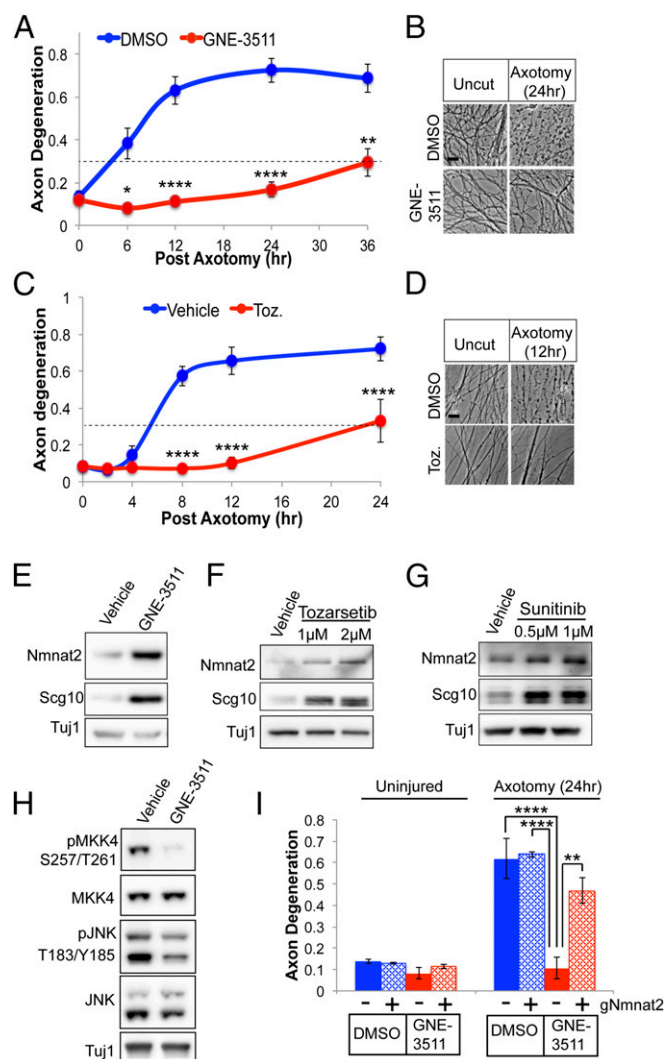 A
DMSO GNE-3511
Axon Degeneration
0.8
0.6
0.4
0.2
0
* **** **** **
0 6 12 18 24 30 36
Post Axotomy (hr)
B
Uncut Axotomy (24hr)
DMSO
GNE-3511
C
Vehicle Toz.
Axon degeneration
1
0.8
0.6
0.4
0.2
0
**** **** ****
0 4 8 12 16 20 24
Post Axotomy (hr)
D
Uncut Axotomy (12hr)
DMSO
Toz.
E
Vehicle GNE-3511
Nmnat2
Scg10
Tuj1
F
Vehicle Tozarsetib
1μM 2μM
Nmnat2
Scg10
Tuj1
G
Vehicle Sunitinib
0.5μM 1μM
Nmnat2
Scg10
Tuj1
H
Vehicle GNE-3511
pMKK4
S257/T261
MKK4
pJNK
T183/Y185
JNK
Tuj1
I
Uninjured Axotomy (24hr)
Axon Degeneration
0.8
0.7
0.6
0.5
0.4
0.3
0.2
0.1
0
****
****
**
- + - + - + - + gNmnat2
DMSO GNE-3511 DMSO GNE-3511